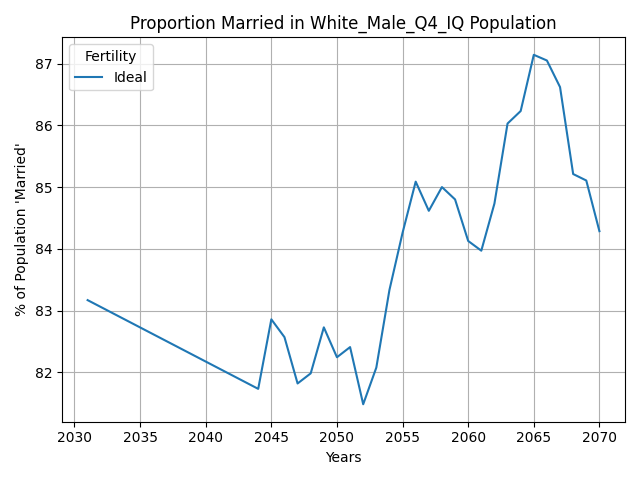 Proportion Married in White_Male_Q4_IQ Population
Fertility
Ideal
% of Population 'Married'
87
86
85
84
83
82
2030 2035 2040 2045 2050 2055 2060 2065 2070
Years